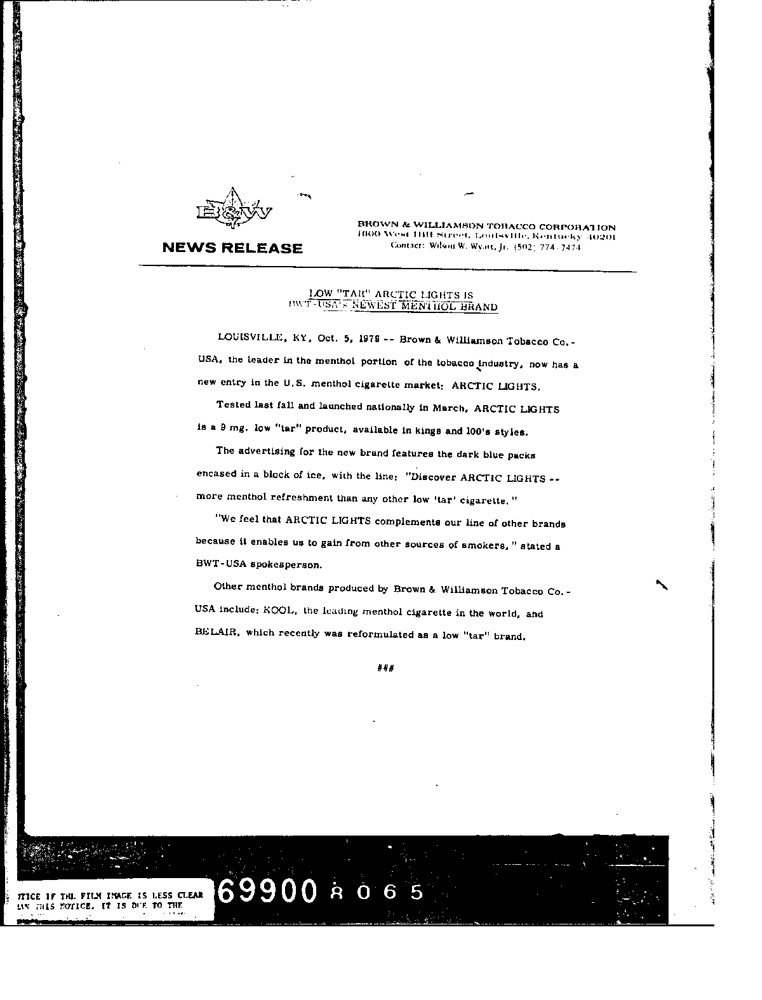 B&W
NEWS RELEASE
BROWN & WILLIAMSON TOBACCO CORPORATION
1600 West Hill Street, Louisville, Kentucky 40201
Contact: Wilson W. Wyatt, Jr. (502) 774-7474
LOW "TAR" ARCTIC LIGHTS IS
BWT-USA'S NEWEST MENTHOL BRAND
LOUISVILLE, KY, Oct. 5, 1979 -- Brown & Williamson Tobacco Co.-
USA, the leader in the menthol portion of the tobacco industry, now has a
new entry in the U.S. menthol cigarette market: ARCTIC LIGHTS.
Tested last fall and launched nationally in March, ARCTIC LIGHTS
is a 9 mg. low "tar" product, available in kings and 100's styles.
The advertising for the new brand features the dark blue packs
encased in a block of ice, with the line: "Discover ARCTIC LIGHTS --
more menthol refreshment than any other low 'tar' cigarette."
"We feel that ARCTIC LIGHTS complements our line of other brands
because it enables us to gain from other sources of smokers," stated a
BWT-USA spokesperson.
Other menthol brands produced by Brown & Williamson Tobacco Co.-
USA include: KOOL, the leading menthol cigarette in the world, and
BELAIR, which recently was reformulated as a low "tar" brand.
###
TICE IF THE FILM IMAGE IS LESS CLEAR
THIS NOTICE. IT IS DUE TO THE
69900 8065